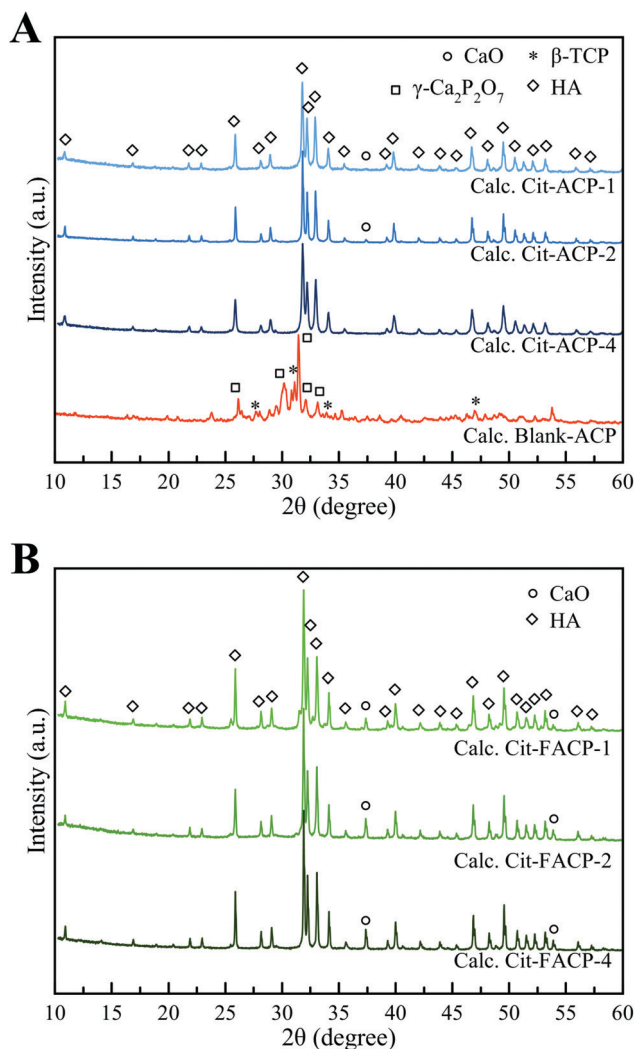 A
CaO
β-TCP
γ-Ca₂P₂O₇
HA
Intensity (a.u.)
Calc. Cit-ACP-1
Calc. Cit-ACP-2
Calc. Cit-ACP-4
Calc. Blank-ACP
10 15 20 25 30 35 40 45 50 55 60
2θ (degree)
B
CaO
HA
Intensity (a.u.)
Calc. Cit-FACP-1
Calc. Cit-FACP-2
Calc. Cit-FACP-4
10 15 20 25 30 35 40 45 50 55 60
2θ (degree)